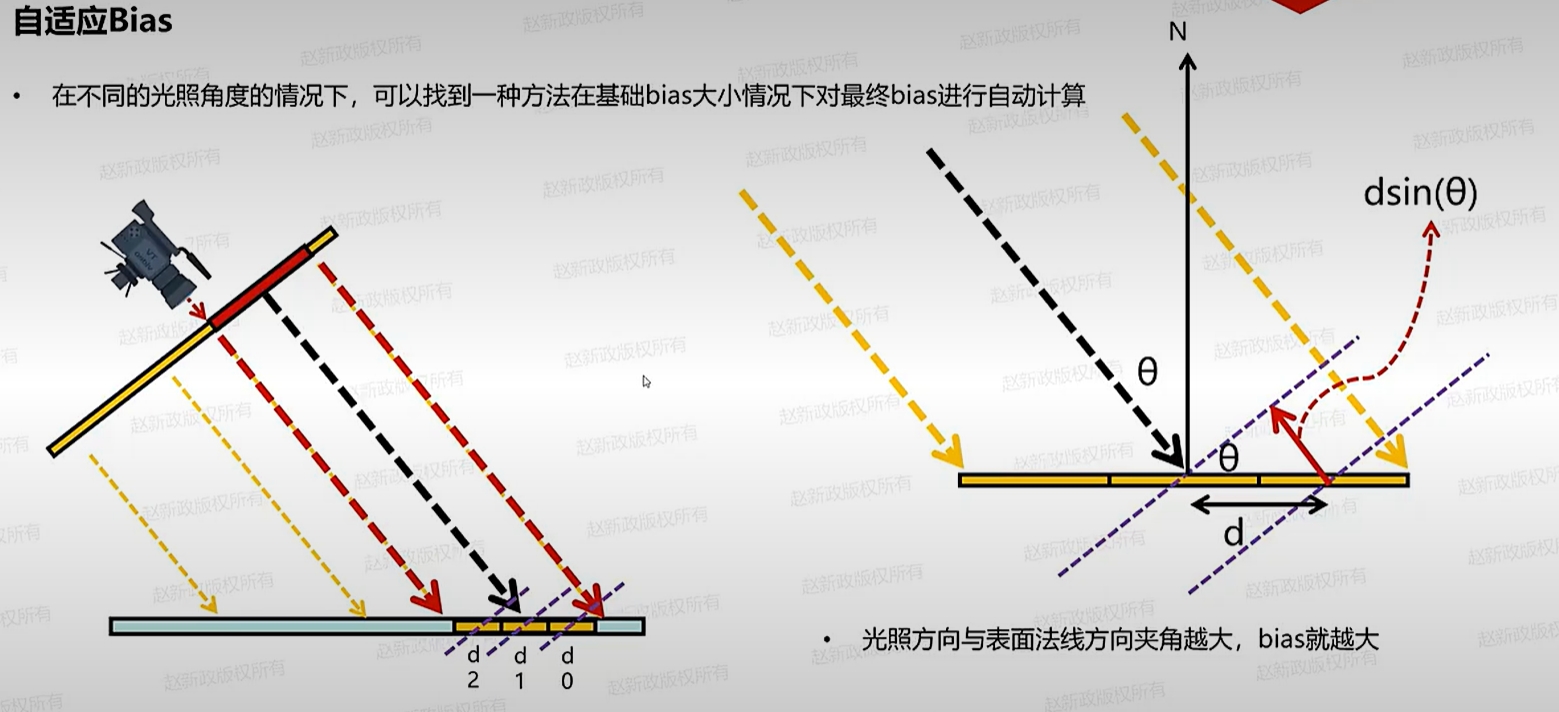 自适应Bias
N
• 在不同的光照角度的情况下，可以找到一种方法在基础bias大小情况下对最终bias进行自动计算
dsin(θ)
θ
θ
d
• 光照方向与表面法线方向夹角越大，bias就越大
d d d
2 1 0
赵新政版权所有